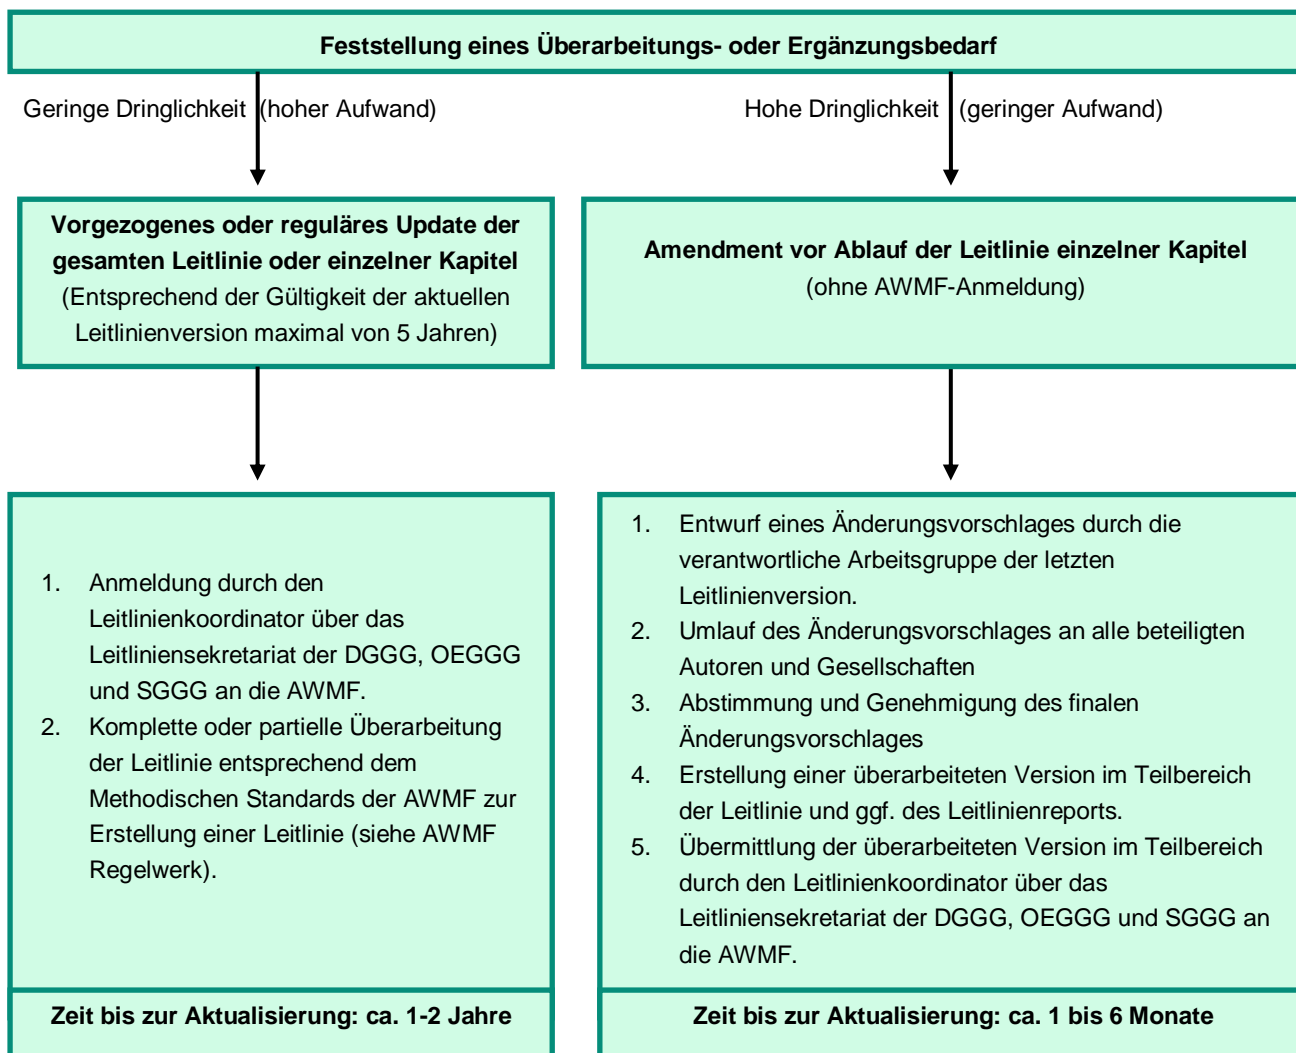 Feststellung eines Überarbeitungs- oder Ergänzungsbedarf
Geringe Dringlichkeit (hoher Aufwand)
Hohe Dringlichkeit (geringer Aufwand)
Vorgezogenes oder reguläres Update der
gesamten Leitlinie oder einzelner Kapitel
(Entsprechend der Gültigkeit der aktuellen
Leitlinienversion maximal von 5 Jahren)
Amendment vor Ablauf der Leitlinie einzelner Kapitel
(ohne AWMF-Anmeldung)
1. Anmeldung durch den
Leitlinienkoordinator über das
Leitliniensekretariat der DGGG, OEGGG
und SGGG an die AWMF.
2. Komplette oder partielle Überarbeitung
der Leitlinie entsprechend dem
Methodischen Standards der AWMF zur
Erstellung einer Leitlinie (siehe AWMF
Regelwerk).
Zeit bis zur Aktualisierung: ca. 1-2 Jahre
1. Entwurf eines Änderungsvorschlages durch die
verantwortliche Arbeitsgruppe der letzten
Leitlinienversion.
2. Umlauf des Änderungsvorschlages an alle beteiligten
Autoren und Gesellschaften
3. Abstimmung und Genehmigung des finalen
Änderungsvorschlages
4. Erstellung einer überarbeiteten Version im Teilbereich
der Leitlinie und ggf. des Leitlinienreports.
5. Übermittlung der überarbeiteten Version im Teilbereich
durch den Leitlinienkoordinator über das
Leitliniensekretariat der DGGG, OEGGG und SGGG an
die AWMF.
Zeit bis zur Aktualisierung: ca. 1 bis 6 Monate